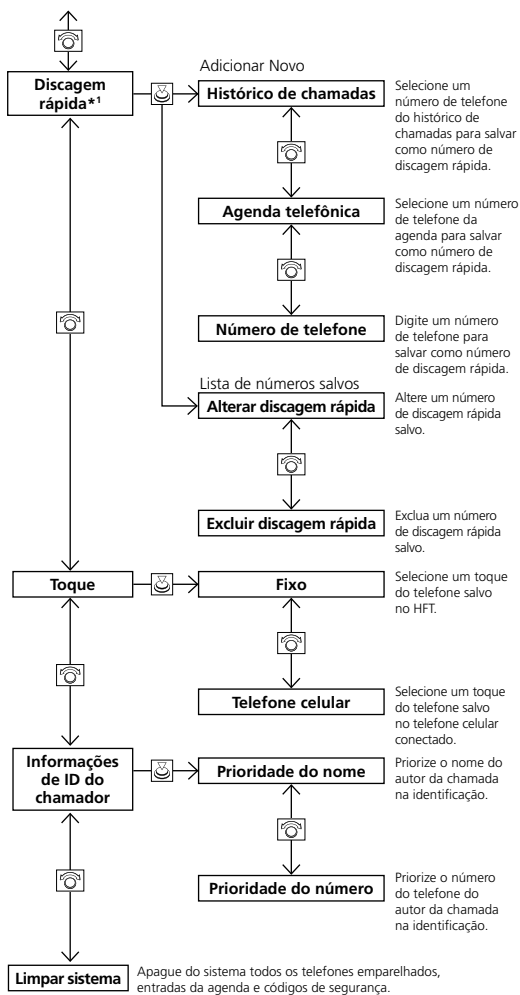 Adicionar Novo
Discagem
rápida*1
Histórico de chamadas
Selecione um
número de telefone
do histórico de
chamadas para salvar
como número de
discagem rápida.
Agenda telefônica
Selecione um número
de telefone da
agenda para salvar
como número de
discagem rápida.
Número de telefone
Digite um número
de telefone para
salvar como número
de discagem rápida.
Lista de números salvos
Alterar discagem rápida
Altere um número
de discagem rápida
salvo.
Excluir discagem rápida
Exclua um número
de discagem rápida
salvo.
Toque
Fixo
Selecione um toque
do telefone salvo
no HFT.
Telefone celular
Selecione um toque
do telefone salvo
no telefone celular
conectado.
Informações
de ID do
chamador
Prioridade do nome
Priorize o nome do
autor da chamada
na identificação.
Prioridade do número
Priorize o número
do telefone do
autor da chamada
na identificação.
Limpar sistema
Apague do sistema todos os telefones emparelhados,
entradas da agenda e códigos de segurança.